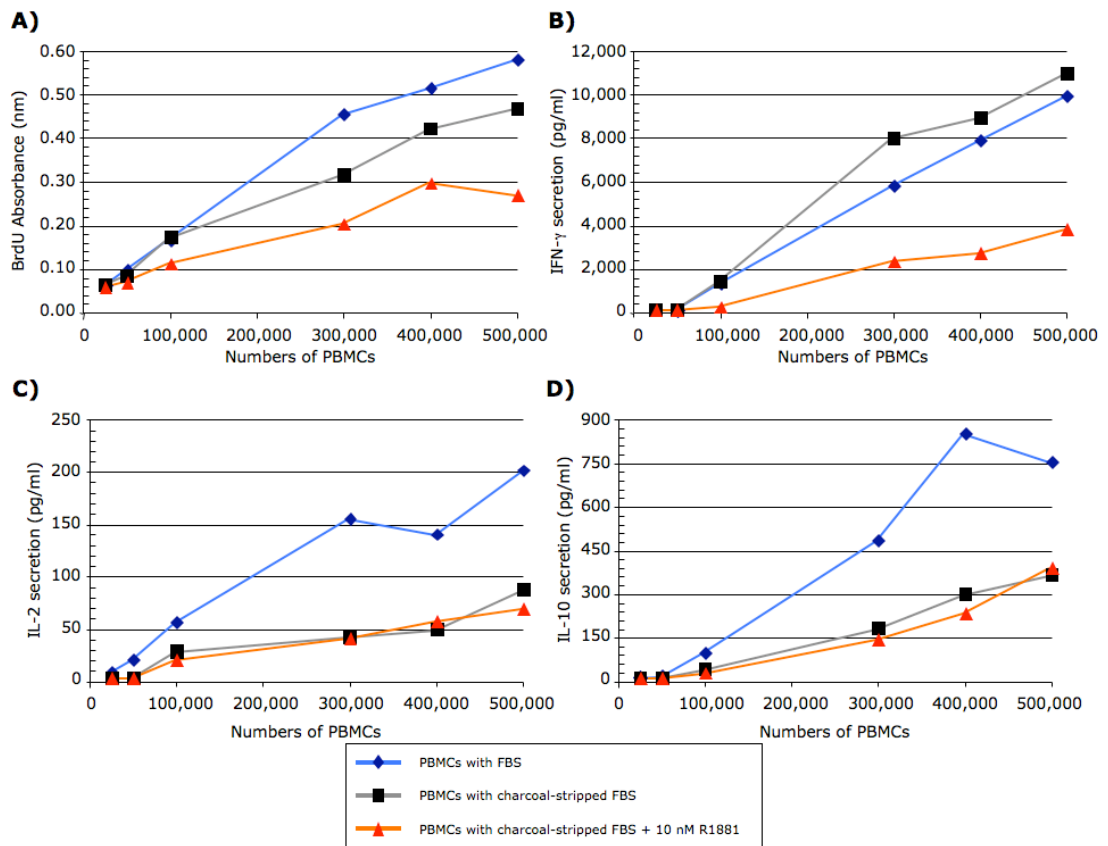 A)
BrdU Absorbance (nm)
0.60
0.50
0.40
0.30
0.20
0.10
0.00
0 100,000 200,000 300,000 400,000 500,000
Numbers of PBMCs
B)
IFN-γ secretion (pg/ml)
12,000
10,000
8,000
6,000
4,000
2,000
0
0 100,000 200,000 300,000 400,000 500,000
Numbers of PBMCs
C)
IL-2 secretion (pg/ml)
250
200
150
100
50
0
0 100,000 200,000 300,000 400,000 500,000
Numbers of PBMCs
D)
IL-10 secretion (pg/ml)
900
750
600
450
300
150
0
0 100,000 200,000 300,000 400,000 500,000
Numbers of PBMCs
PBMCs with FBS
PBMCs with charcoal-stripped FBS
PBMCs with charcoal-stripped FBS + 10 nM R1881